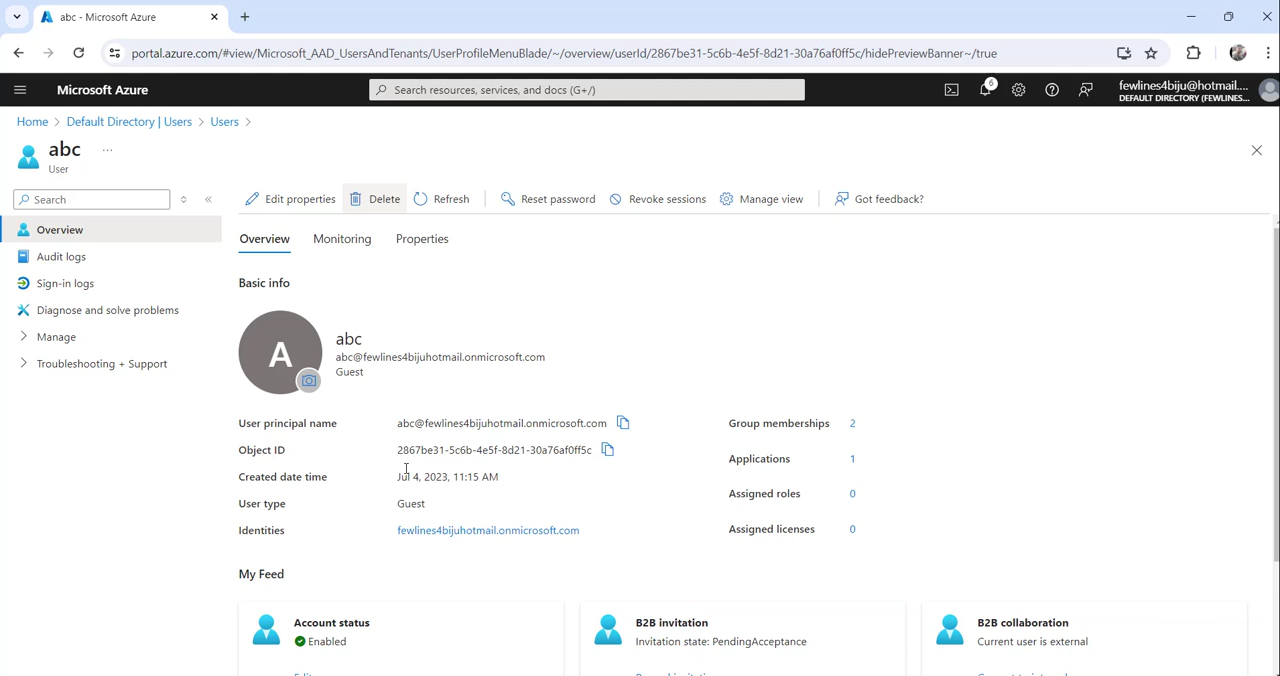 abc - Microsoft Azure
portal.azure.com/#view/Microsoft_AAD_UsersAndTenants/UserProfileMenuBlade/~/overview/userId/2867be31-5c6b-4e5f-8d21-30a76af0ff5c/hidePreviewBanner~/true
Microsoft Azure
Search resources, services, and docs (G+/)
6
fewlines4biju@hotmail....
DEFAULT DIRECTORY (FEWLINES...
Home > Default Directory | Users > Users >
abc ...
User
Search
Edit properties Delete Refresh Reset password Revoke sessions Manage view Got feedback?
Overview
Audit logs
Sign-in logs
Diagnose and solve problems
Manage
Troubleshooting + Support
Overview Monitoring Properties
Basic info
A
abc
abc@fewlines4bijuhotmail.onmicrosoft.com
Guest
User principal name abc@fewlines4bijuhotmail.onmicrosoft.com
Object ID 2867be31-5c6b-4e5f-8d21-30a76af0ff5c
Created date time Jul 4, 2023, 11:15 AM
User type Guest
Identities fewlines4bijuhotmail.onmicrosoft.com
Group memberships 2
Applications 1
Assigned roles 0
Assigned licenses 0
My Feed
Account status
Enabled
B2B invitation
Invitation state: PendingAcceptance
B2B collaboration
Current user is external